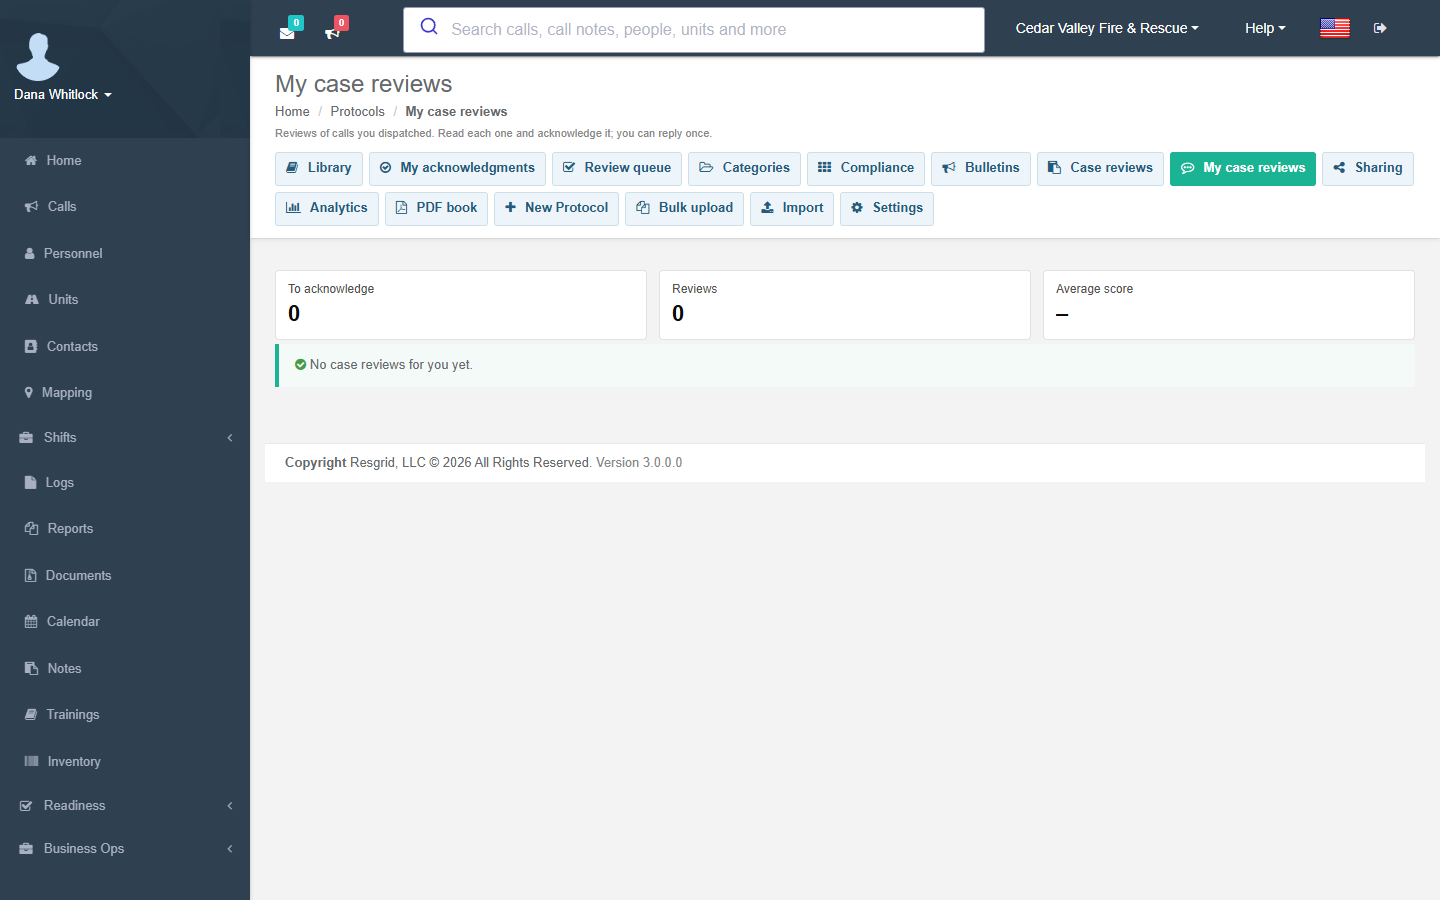 0
0
Search calls, call notes, people, units and more
Cedar Valley Fire & Rescue
Help
Dana Whitlock
Home
Calls
Personnel
Units
Contacts
Mapping
Shifts
Logs
Reports
Documents
Calendar
Notes
Trainings
Inventory
Readiness
Business Ops
My case reviews
Home / Protocols / My case reviews
Reviews of calls you dispatched. Read each one and acknowledge it; you can reply once.
Library
My acknowledgments
Review queue
Categories
Compliance
Bulletins
Case reviews
My case reviews
Sharing
Analytics
PDF book
New Protocol
Bulk upload
Import
Settings
To acknowledge
0
Reviews
0
Average score
–
No case reviews for you yet.
Copyright Resgrid, LLC © 2026 All Rights Reserved. Version 3.0.0.0